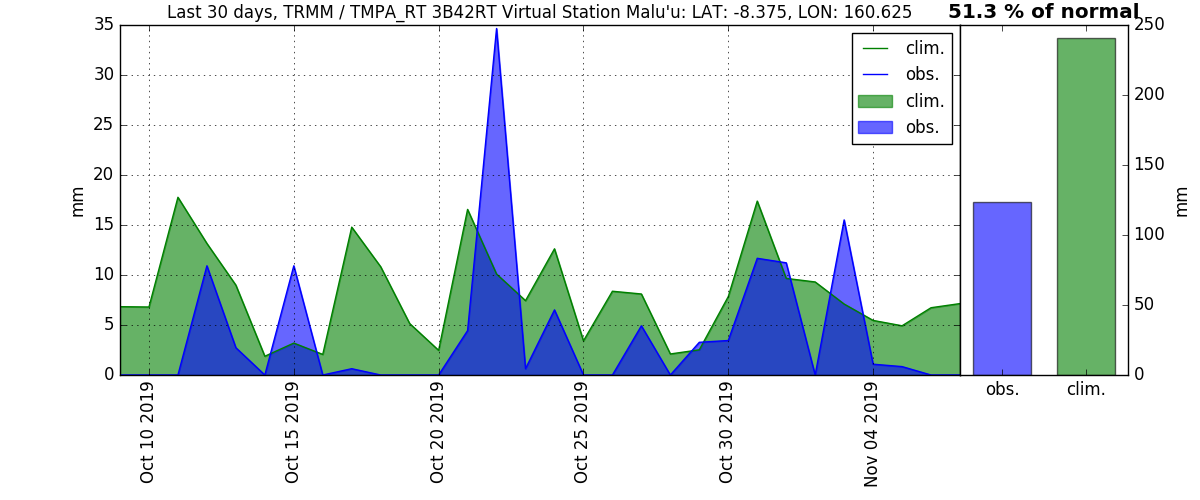 Last 30 days, TRMM / TMPA_RT 3B42RT Virtual Station Malu'u: LAT: -8.375, LON: 160.625
51.3 % of normal
35
30
25
20
15
10
5
0
mm
clim.
obs.
clim.
obs.
Oct 10 2019
Oct 15 2019
Oct 20 2019
Oct 25 2019
Oct 30 2019
Nov 04 2019
250
200
150
100
50
0
mm
obs.
clim.